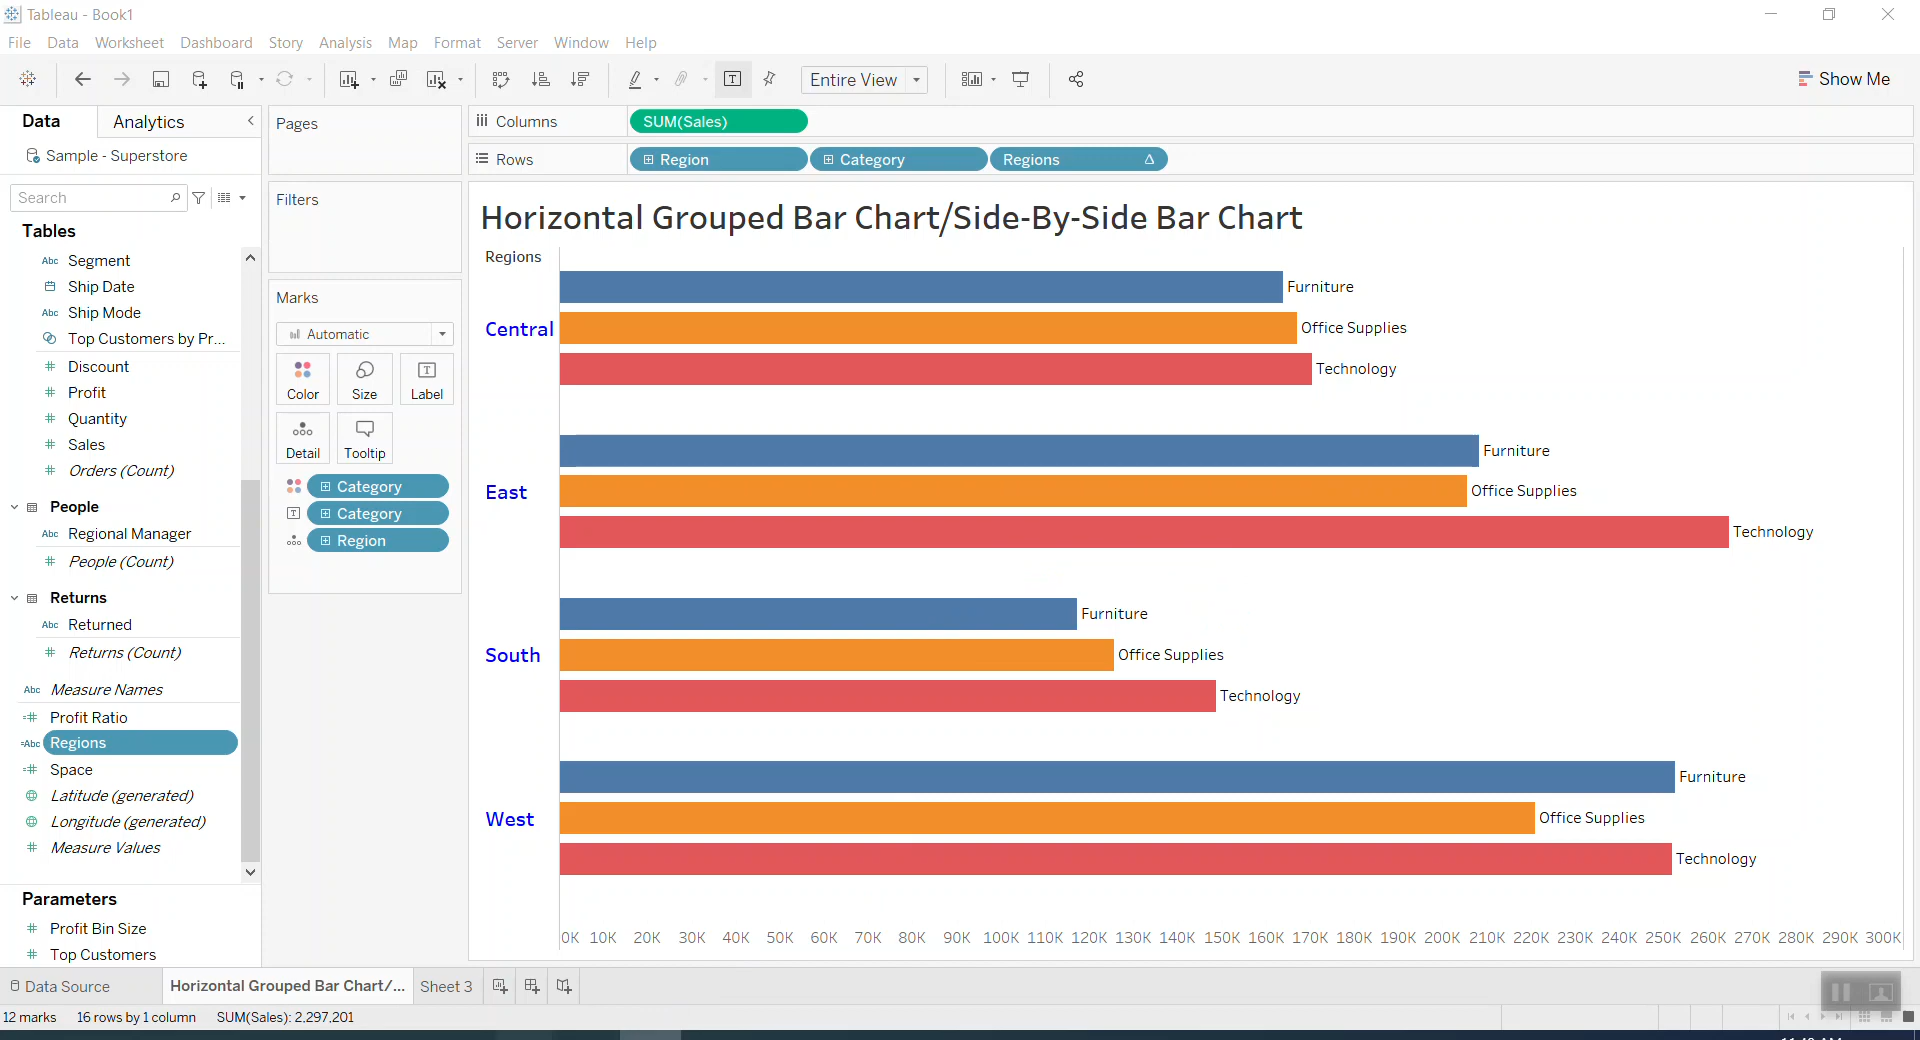 Tableau - Book1
File Data Worksheet Dashboard Story Analysis Map Format Server Window Help
Entire View
Show Me
Data Analytics
Sample - Superstore
Search
Tables
Abc Segment
Ship Date
Abc Ship Mode
Top Customers by Pr...
Discount
Profit
Quantity
Sales
Orders (Count)
People
Abc Regional Manager
People (Count)
Returns
Abc Returned
Returns (Count)
Abc Measure Names
Profit Ratio
=Abc Regions
Space
Latitude (generated)
Longitude (generated)
Measure Values
Parameters
Profit Bin Size
Top Customers
Pages
Filters
Marks
Automatic
Color Size Label
Detail Tooltip
Category
Category
Region
Columns SUM(Sales)
Rows Region Category Regions
Horizontal Grouped Bar Chart/Side-By-Side Bar Chart
Regions
Furniture
Central Office Supplies
Technology
Furniture
East Office Supplies
Technology
Furniture
South Office Supplies
Technology
Furniture
West Office Supplies
Technology
0K 10K 20K 30K 40K 50K 60K 70K 80K 90K 100K 110K 120K 130K 140K 150K 160K 170K 180K 190K 200K 210K 220K 230K 240K 250K 260K 270K 280K 290K 300K
Data Source Horizontal Grouped Bar Chart/... Sheet 3
12 marks 16 rows by 1 column SUM(Sales): 2,297,201